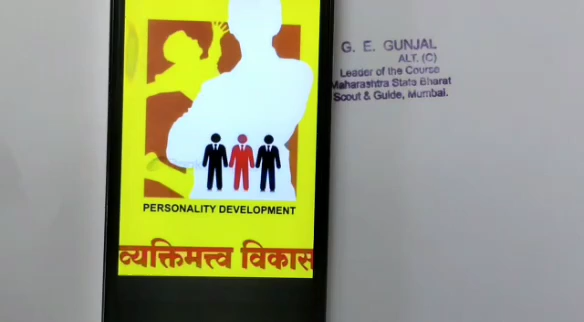 G. E. GUNJAL
ALT. (C)
Leader of the Course
Maharashtra State Bharat
Scout & Guide, Mumbai.
PERSONALITY DEVELOPMENT
व्यक्तिमत्त्व विकास